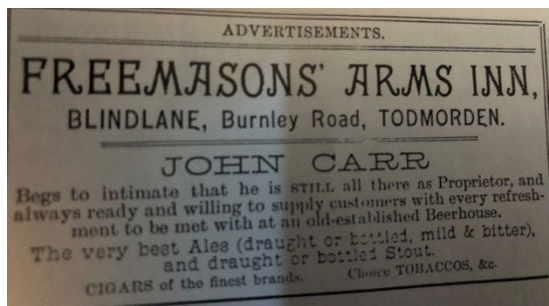 ADVERTISEMENTS.
FREEMASONS' ARMS INN,
BLINDLANE, Burnley Road, TODMORDEN.
JOHN CARR
Begs to intimate that he is STILL all there as Proprietor, and
always ready and willing to supply customers with every refresh-
ment to be met with at an old-established Beerhouse.
The very best Ales (draught or bottled, mild & bitter),
and draught or bottled Stout.
CIGARS of the finest brands. Choice TOBACCOS, &c.